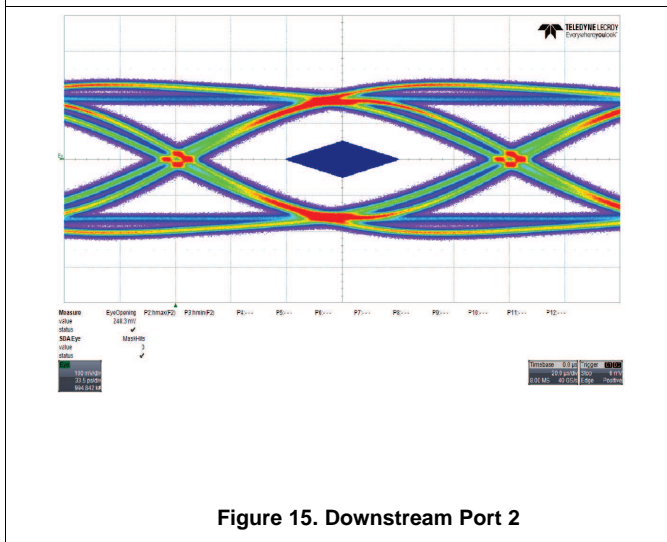 TELEDYNE LECROY
Everywhereyoulook
Measure EyeOpening P2:hmax(F2) P3:hmin(F2) P4:--- P5:--- P6:--- P7:--- P8:--- P9:--- P10:--- P11:--- P12:---
value 248.3 mV
status ✔
SDAEye MaskHits
value 3
status ✔
Eye
100 mV/div
33.5 ps/div
Timebase 0.0 µs Trigger
20.0 µs/div Stop mV
8.00 MS 40 GS/s Edge Positive
Figure 15. Downstream Port 2